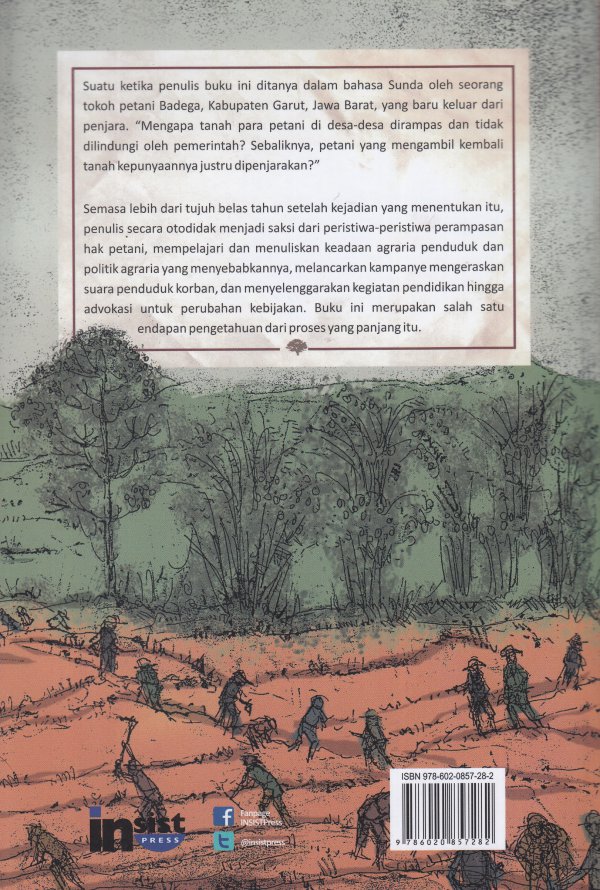 Suatu ketika penulis buku ini ditanya dalam bahasa Sunda oleh seorang
tokoh petani Badega, Kabupaten Garut, Jawa Barat, yang baru keluar dari
penjara. “Mengapa tanah para petani di desa-desa dirampas dan tidak
dilindungi oleh pemerintah? Sebaliknya, petani yang mengambil kembali
tanah kepunyaannya justru dipenjarakan?”
Semasa lebih dari tujuh belas tahun setelah kejadian yang menentukan itu,
penulis secara otodidak menjadi saksi dari peristiwa-peristiwa perampasan
hak petani, mempelajari dan menuliskan keadaan agraria penduduk dan
politik agraria yang menyebabkannya, melancarkan kampanye mengeraskan
suara penduduk korban, dan menyelenggarakan kegiatan pendidikan hingga
advokasi untuk perubahan kebijakan. Buku ini merupakan salah satu
endapan pengetahuan dari proses yang panjang itu.
ISBN 978-602-0857-28-2
9 786020 857282
insist
PRESS
Fanpage
INSISTPress
@insistpress